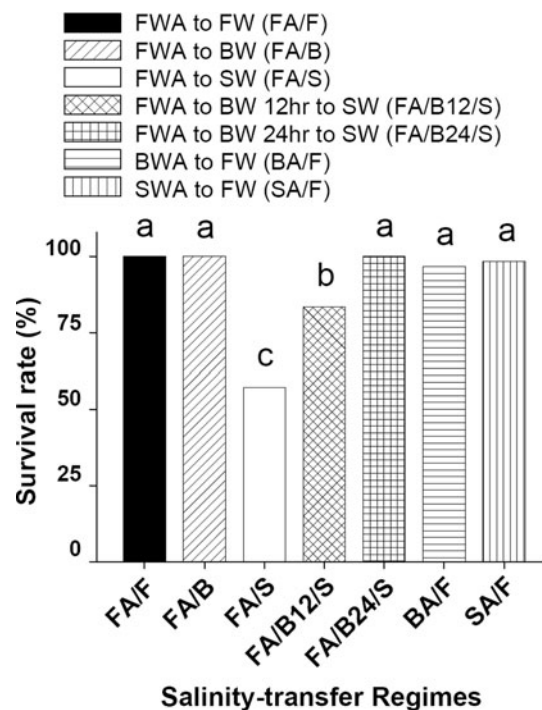 FWA to FW (FA/F)
FWA to BW (FA/B)
FWA to SW (FA/S)
FWA to BW 12hr to SW (FA/B12/S)
FWA to BW 24hr to SW (FA/B24/S)
BWA to FW (BA/F)
SWA to FW (SA/F)
a a c b a a a
Survival rate (%)
100
75
50
25
0
FA/F FA/B FA/S FA/B12/S FA/B24/S BA/F SA/F
Salinity-transfer Regimes